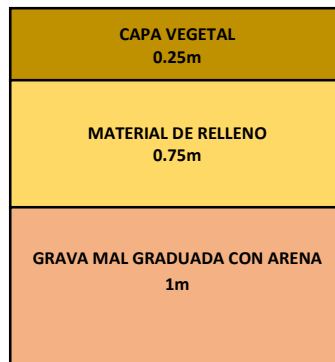 CAPA VEGETAL
0.25m
MATERIAL DE RELLENO
0.75m
GRAVA MAL GRADUADA CON ARENA
1m